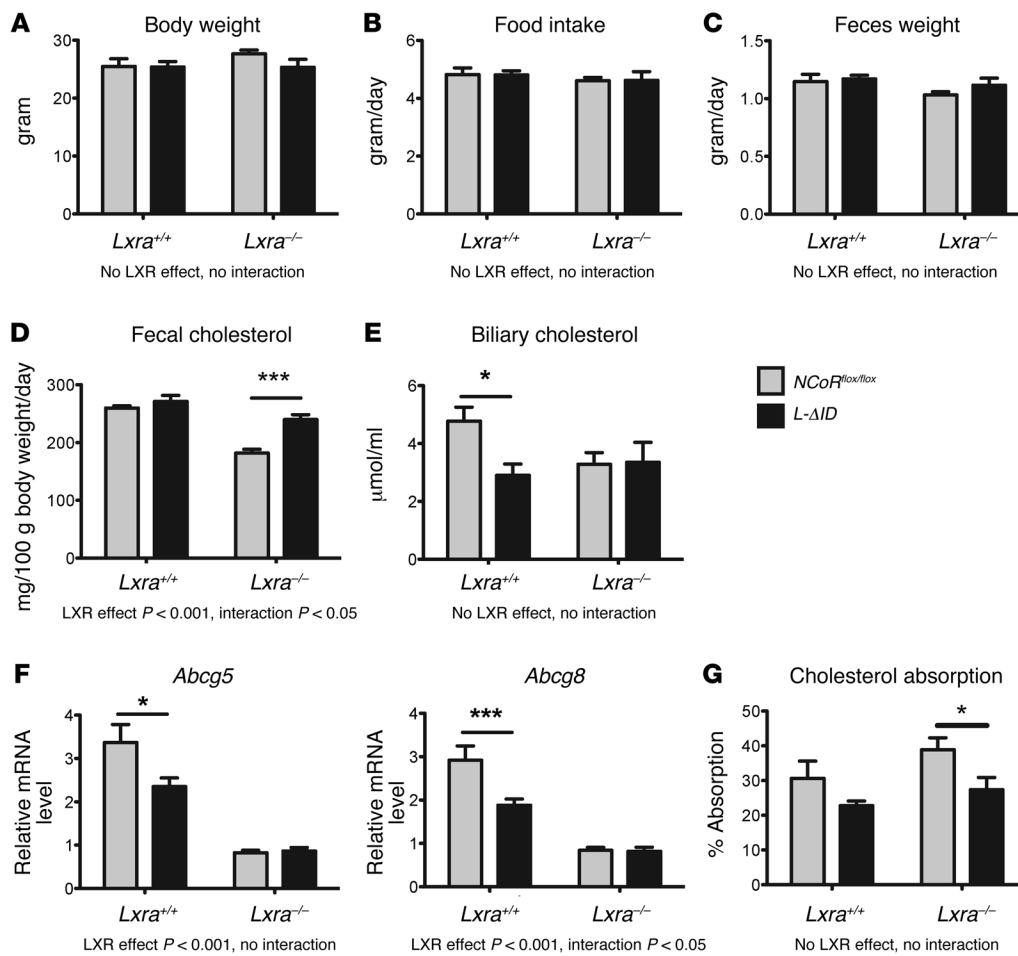 A Body weight
30
20
10
0
gram
Lxra+/+ Lxra–/–
No LXR effect, no interaction
B Food intake
6
4
2
0
gram/day
Lxra+/+ Lxra–/–
No LXR effect, no interaction
C Feces weight
1.5
1.0
0.5
0.0
gram/day
Lxra+/+ Lxra–/–
No LXR effect, no interaction
D Fecal cholesterol
300
200
100
0
mg/100 g body weight/day
***
Lxra+/+ Lxra–/–
LXR effect P < 0.001, interaction P < 0.05
E Biliary cholesterol
6
4
2
0
μmol/ml
*
Lxra+/+ Lxra–/–
No LXR effect, no interaction
NCoRflox/flox
L-ΔID
F Abcg5
4
3
2
1
0
Relative mRNA
level
*
Lxra+/+ Lxra–/–
LXR effect P < 0.001, no interaction
Abcg8
4
3
2
1
0
Relative mRNA
level
***
Lxra+/+ Lxra–/–
LXR effect P < 0.001, interaction P < 0.05
G Cholesterol absorption
50
40
30
20
10
0
% Absorption
*
Lxra+/+ Lxra–/–
No LXR effect, no interaction